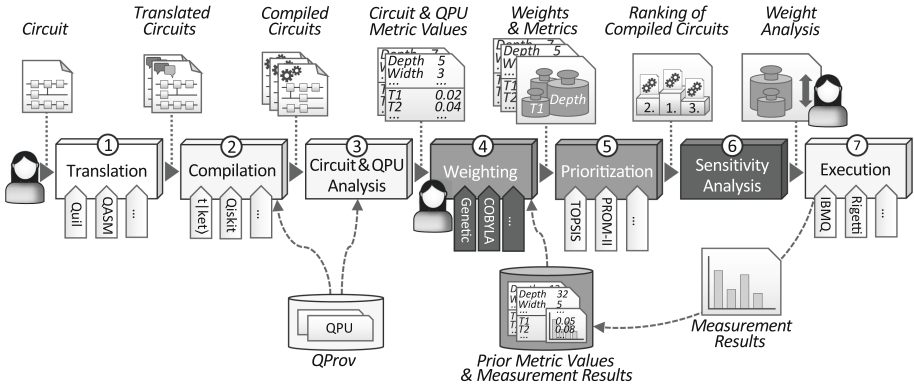 Circuit
Translated
Circuits
Compiled
Circuits
Circuit & QPU
Metric Values
Weights
& Metrics
Ranking of
Compiled Circuits
Weight
Analysis
Depth 5
Width 3
...
T1 0.02
T2 0.04
...
T1
Depth
2.
1.
3.
1
Translation
2
Compilation
3
Circuit & QPU
Analysis
4
Weighting
5
Prioritization
6
Sensitivity
Analysis
7
Execution
Quil
QASM
...
t|ket⟩
Qiskit
...
Genetic
COBYLA
...
TOPSIS
PROM-II
...
IBMQ
Rigetti
...
QPU
QProv
Depth 32
Width 5
...
T1 0.05
T2 0.08
...
Prior Metric Values
& Measurement Results
Measurement
Results